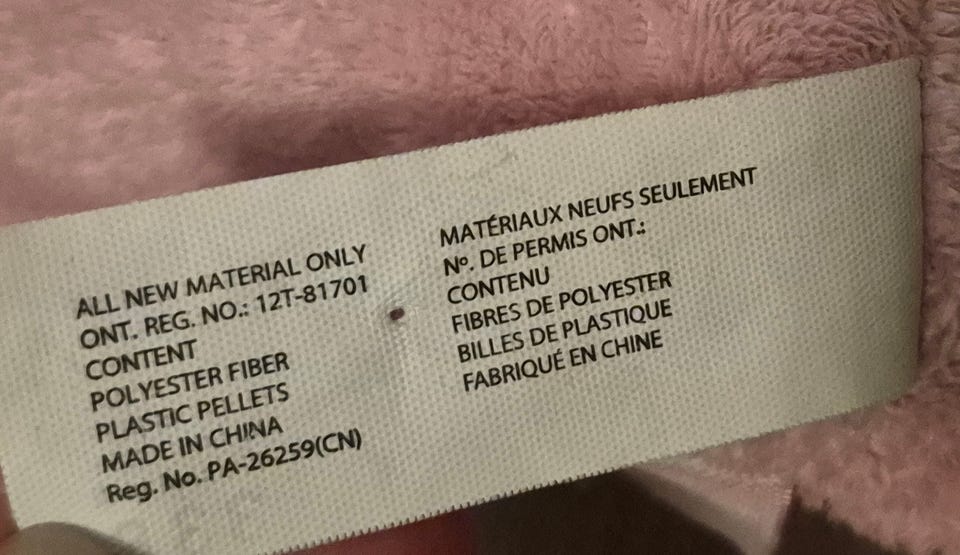 ALL NEW MATERIAL ONLY
ONT. REG. NO.: 12T-81701
CONTENT
POLYESTER FIBER
PLASTIC PELLETS
MADE IN CHINA
Reg. No. PA-26259(CN)
MATÉRIAUX NEUFS SEULEMENT
Nº. DE PERMIS ONT.:
CONTENU
FIBRES DE POLYESTER
BILLES DE PLASTIQUE
FABRIQUÉ EN CHINE